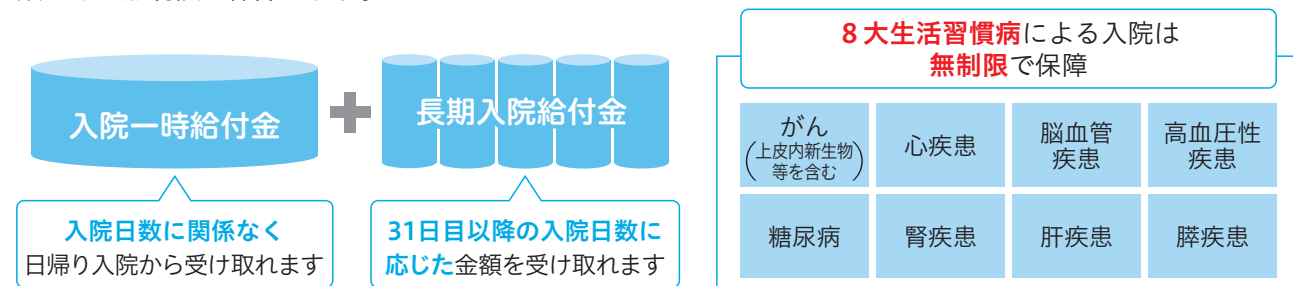 入院一時給付金
長期入院給付金
入院日数に関係なく
日帰り入院から受け取れます
31日目以降の入院日数に
応じた金額を受け取れます
8大生活習慣病による入院は
無制限で保障
がん
(上皮内新生物
等を含む)
心疾患
脳血管
疾患
高血圧性
疾患
糖尿病
腎疾患
肝疾患
膵疾患